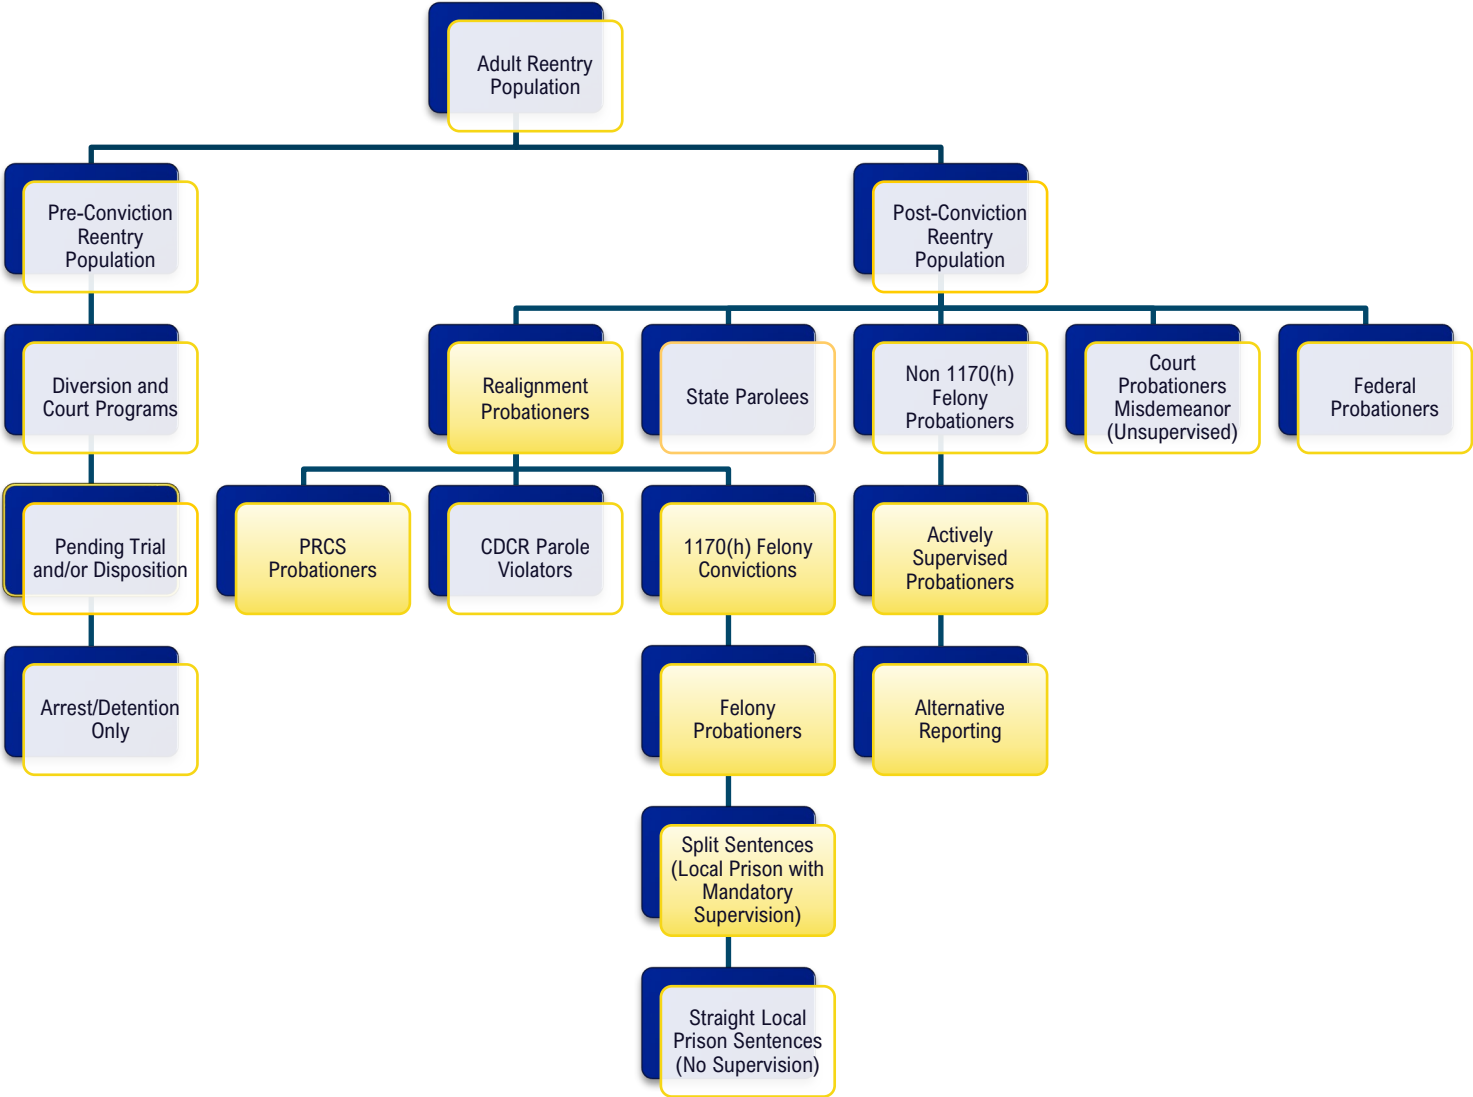 Adult Reentry
Population
Pre-Conviction
Reentry
Population
Post-Conviction
Reentry
Population
Diversion and
Court Programs
Realignment
Probationers
State Parolees
Non 1170(h)
Felony
Probationers
Court
Probationers
Misdemeanor
(Unsupervised)
Federal
Probationers
Pending Trial
and/or Disposition
PRCS
Probationers
CDCR Parole
Violators
1170(h) Felony
Convictions
Actively
Supervised
Probationers
Arrest/Detention
Only
Felony
Probationers
Alternative
Reporting
Split Sentences
(Local Prison with
Mandatory
Supervision)
Straight Local
Prison Sentences
(No Supervision)